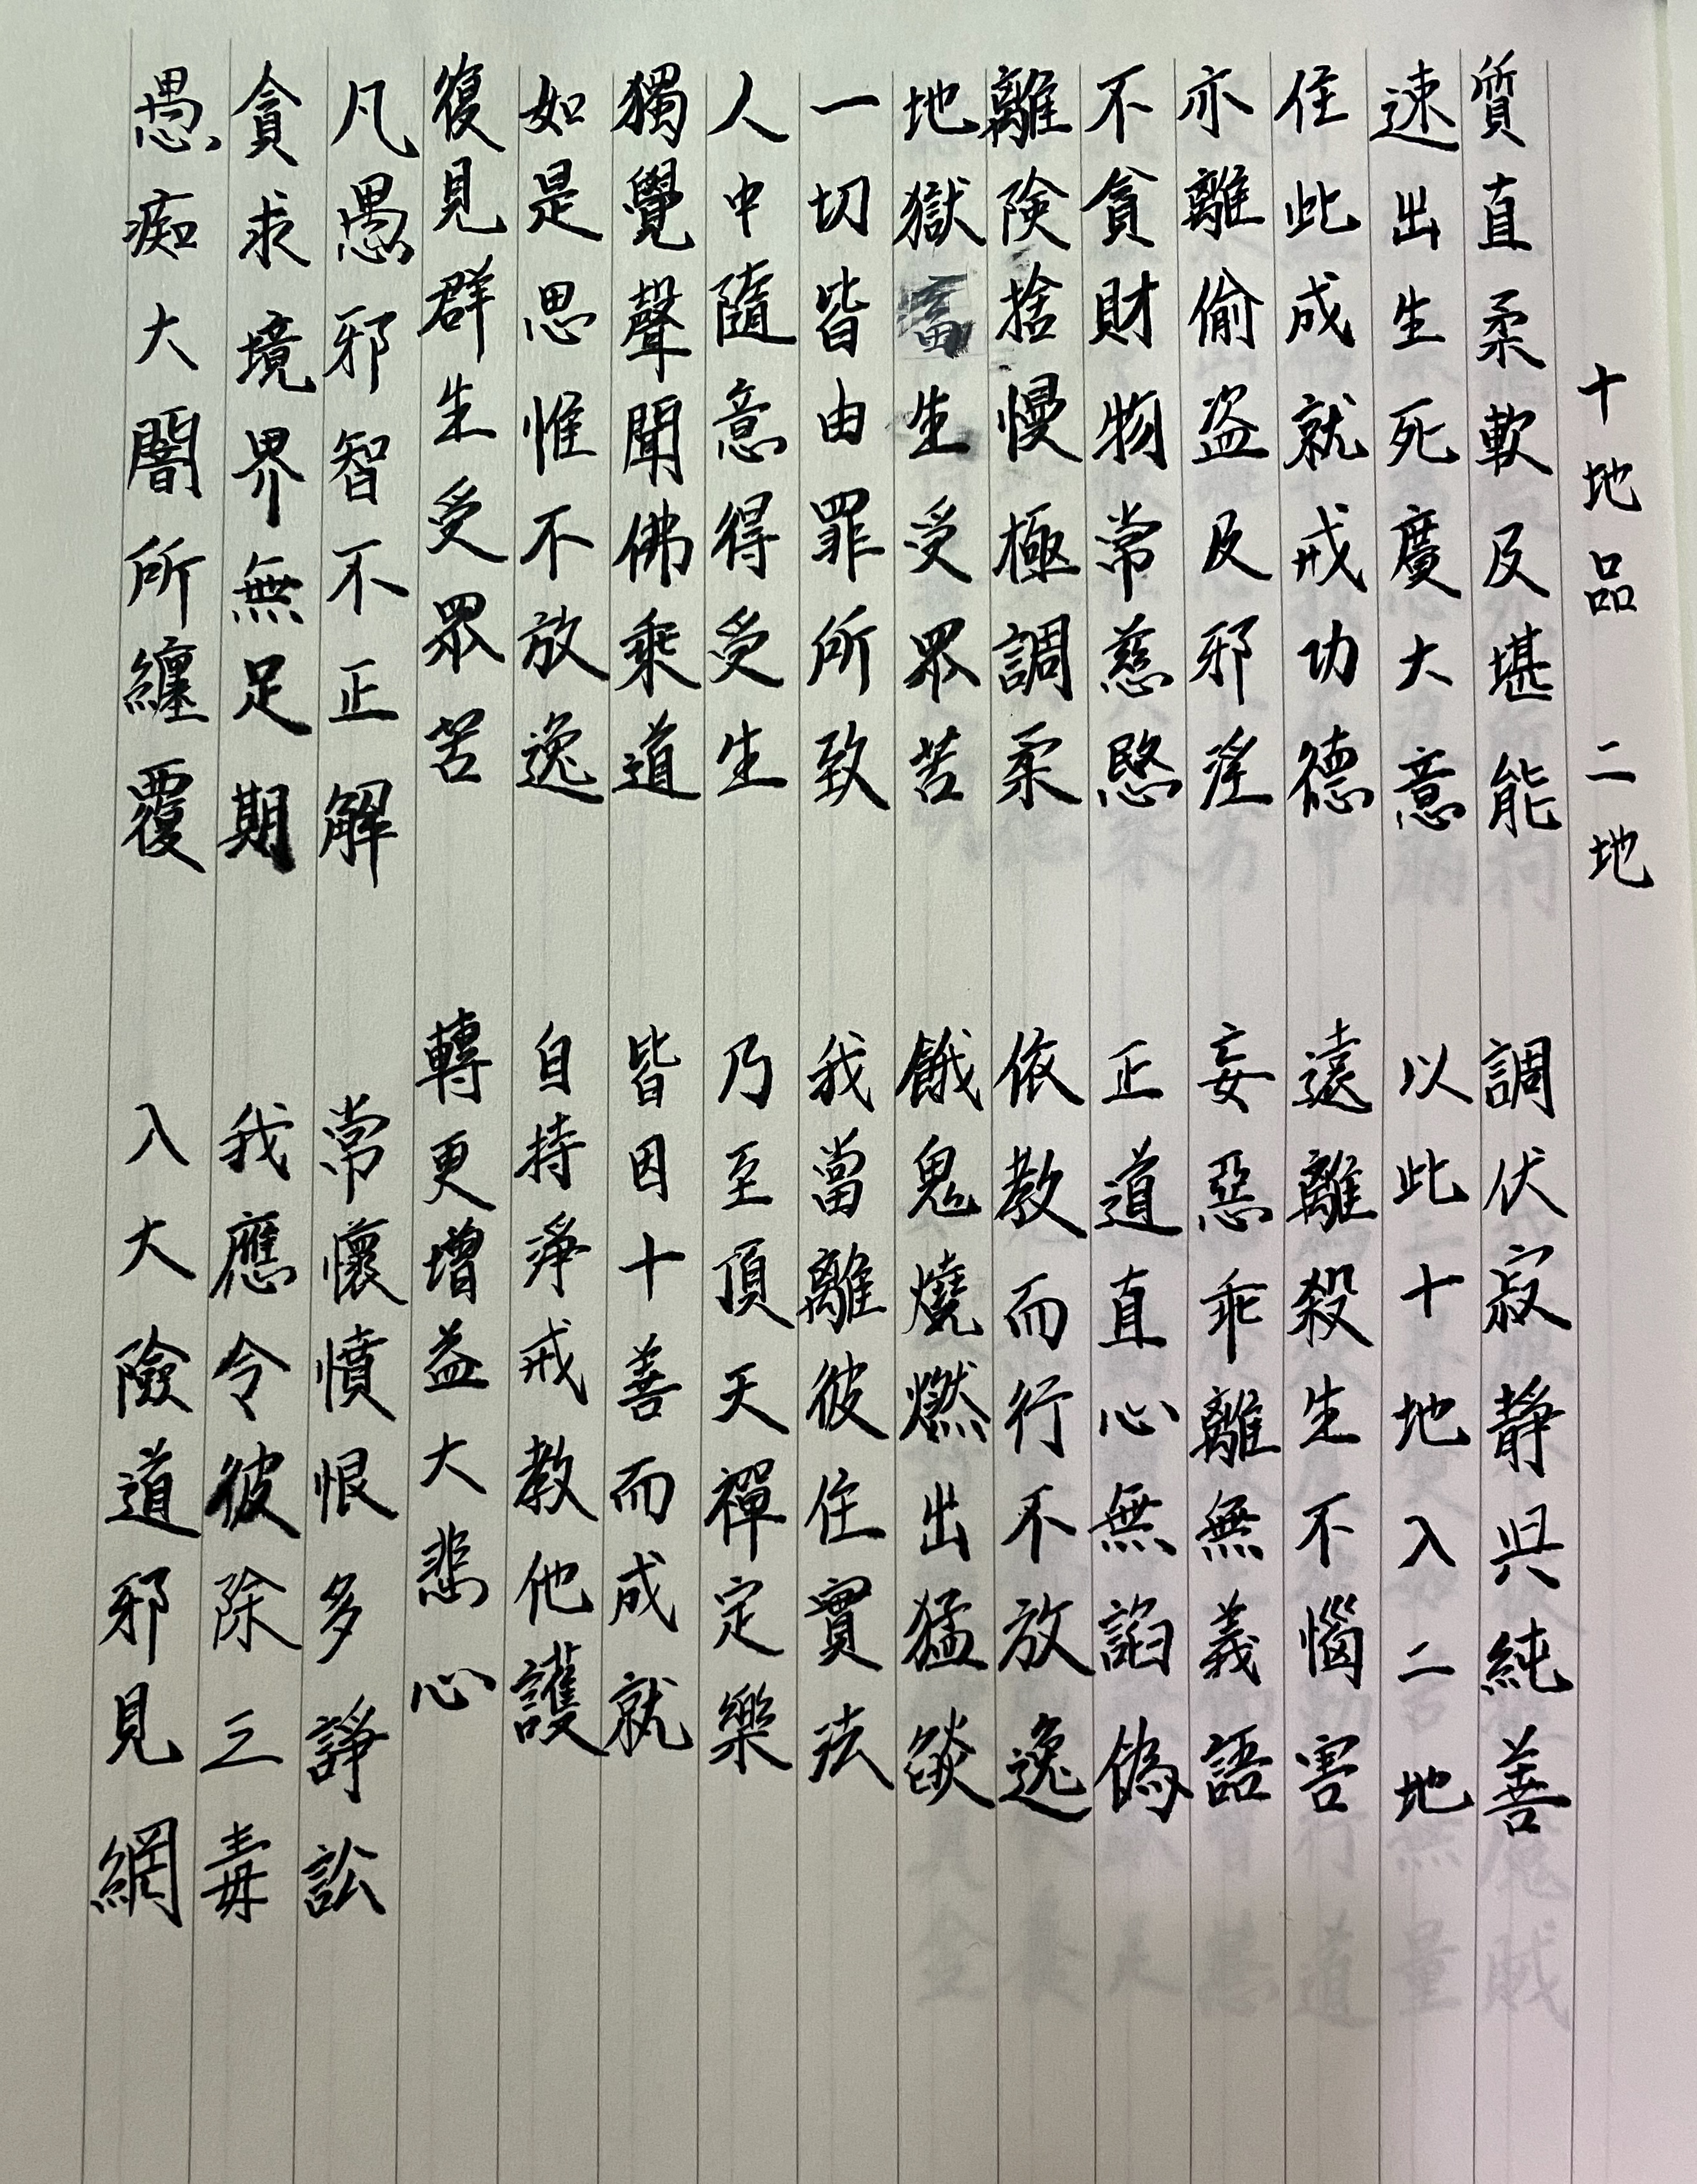 十地品 二地
質直柔軟及堪能 調伏寂静與純善
速出生死廣大意 以此十地入二地
住此成就戒功德 遠離殺生不惱害
亦離偷盗及邪淫 妄惡乖離無義語
不貪財物常慈愍 正道直心無諂偽
離険捨慢極調柔 依教而行不放逸
地獄畜生受眾苦 餓鬼燒燃出猛燄
一切皆由罪所致 我當離彼住實法
人中隨意得受生 乃至頂天禪定樂
獨覺聲聞佛乘道 皆因十善而成就
如是思惟不放逸 自持淨戒教他護
復見群生受眾苦 轉更增益大悲心
凡愚邪智不正解 常懷憤恨多諍訟
貪求境界無足期 我應令彼除三毒
愚痴大闇所纏覆 入大險道邪見網